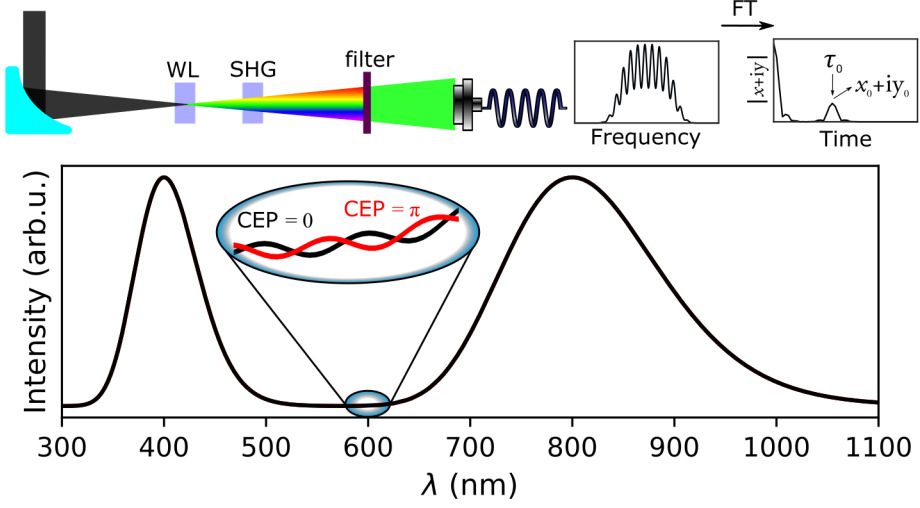 WL
SHG
filter
FT
Frequency
|x+iy|
τ₀
x₀+iy₀
Time
Intensity (arb.u.)
CEP = 0
CEP = π
300 400 500 600 700 800 900 1000 1100
λ (nm)